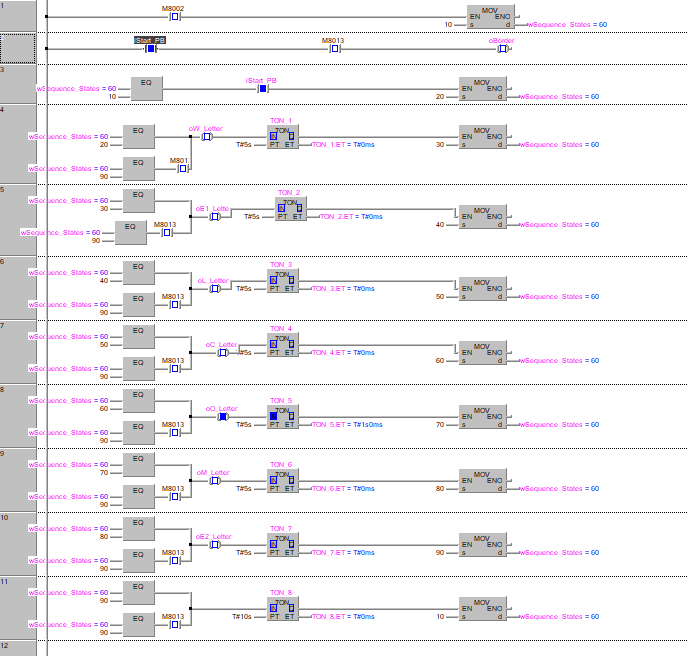 1
M8002
MOV
EN ENO
10 s d wSequence_States = 60
iStart_PB M8013 oBorder
3
EQ iStart_PB MOV
wSequence_States = 60 EN ENO
10 20 s d wSequence_States = 60
4
TON_1
EQ oW_Letter TON MOV
wSequence_States = 60 IN Q EN ENO
20 T#5s PT ET TON_1.ET = T#0ms 30 s d wSequence_States = 60
EQ M801
wSequence_States = 60
90
5
TON_2
EQ TON MOV
wSequence_States = 60 oE1_Letter IN Q EN ENO
30 T#5s PT ET TON_2.ET = T#0ms 40 s d wSequence_States = 60
EQ M8013
wSequence_States = 60
90
6
TON_3
EQ oL_Letter TON MOV
wSequence_States = 60 IN Q EN ENO
40 T#5s PT ET TON_3.ET = T#0ms 50 s d wSequence_States = 60
EQ M8013
wSequence_States = 60
90
7
TON_4
EQ oC_Letter TON MOV
wSequence_States = 60 IN Q EN ENO
50 T#5s PT ET TON_4.ET = T#0ms 60 s d wSequence_States = 60
EQ M8013
wSequence_States = 60
90
8
TON_5
EQ oO_Letter TON MOV
wSequence_States = 60 EN ENO
60 T#5s PT ET TON_5.ET = T#1s0ms 70 s d wSequence_States = 60
EQ M8013
wSequence_States = 60
90
9
TON_6
EQ oM_Letter TON MOV
wSequence_States = 60 IN Q EN ENO
70 T#5s PT ET TON_6.ET = T#0ms 80 s d wSequence_States = 60
EQ M8013
wSequence_States = 60
90
10
TON_7
EQ oE2_Letter TON MOV
wSequence_States = 60 IN Q EN ENO
80 T#5s PT ET TON_7.ET = T#0ms 90 s d wSequence_States = 60
EQ M8013
wSequence_States = 60
90
11
TON_8
EQ TON MOV
wSequence_States = 60 IN Q EN ENO
90 T#10s PT ET TON_8.ET = T#0ms 10 s d wSequence_States = 60
EQ M8013
wSequence_States = 60
90
12